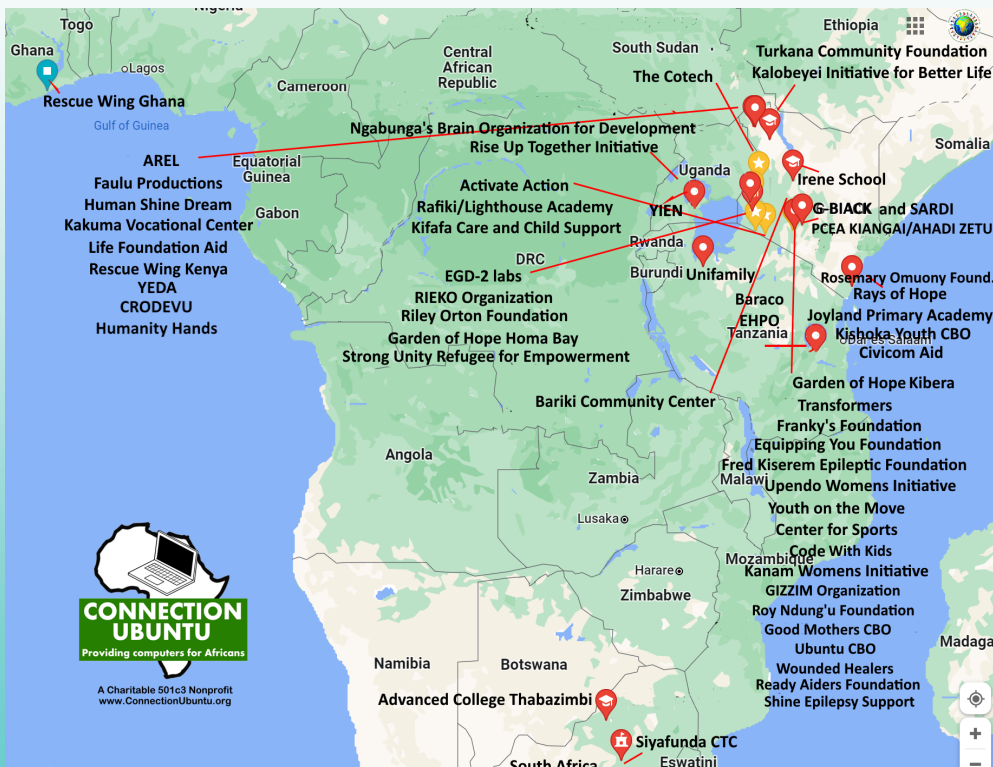 Nigeria
Togo
Ethiopia
Ghana
Lagos
South Sudan
Central
African
Republic
Cameroon
Turkana Community Foundation
Kalobeyei Initiative for Better Life
The Cotech
Rescue Wing Ghana
Gulf of Guinea
Ngabunga's Brain Organization for Development
Rise Up Together Initiative
Somalia
AREL
Faulu Productions
Human Shine Dream
Kakuma Vocational Center
Life Foundation Aid
Rescue Wing Kenya
YEDA
CRODEVU
Humanity Hands
Equatorial
Guinea
Gabon
Uganda
Irene School
Activate Action
Rafiki/Lighthouse Academy
Kifafa Care and Child Support
YIEN
G-BIACK and SARDI
PCEA KIANGAI/AHADI ZETU
Rwanda
DRC
Burundi
Unifamily
EGD-2 labs
RIEKO Organization
Riley Orton Foundation
Garden of Hope Homa Bay
Strong Unity Refugee for Empowerment
Rosemary Omuony Found.
Rays of Hope
Baraco
EHPO
Tanzania
Joyland Primary Academy
Kishoka Youth CBO
Dar es Salaam
Civicom Aid
Bariki Community Center
Garden of Hope Kibera
Transformers
Franky's Foundation
Equipping You Foundation
Fred Kiserem Epileptic Foundation
Upendo Womens Initiative
Youth on the Move
Center for Sports
Code With Kids
Kanam Womens Initiative
GIZZIM Organization
Roy Ndung'u Foundation
Good Mothers CBO
Ubuntu CBO
Wounded Healers
Ready Aiders Foundation
Shine Epilepsy Support
Angola
Zambia
Malawi
Lusaka
Mozambique
Harare
Zimbabwe
Madaga
Namibia
Botswana
CONNECTION
UBUNTU
Providing computers for Africans
A Charitable 501c3 Nonprofit
www.ConnectionUbuntu.org
Advanced College Thabazimbi
Siyafunda CTC
South Africa
Eswatini